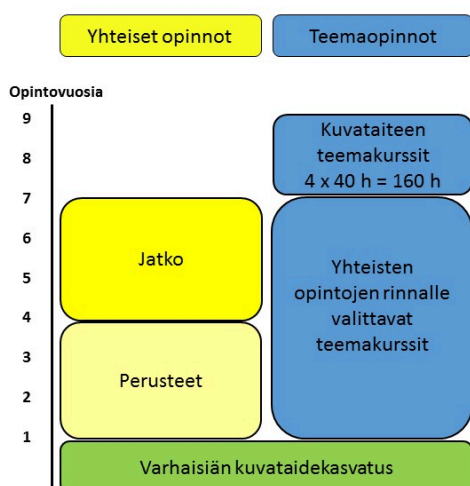 Yhteiset opinnot
Teemaopinnot
Opintovuosia
9
8
7
6
5
4
3
2
1
Kuvataiteen
teemakurssit
4 x 40 h = 160 h
Jatko
Yhteisten
opintojen rinnalle
valittavat
teemakurssit
Perusteet
Varhaisiän kuvataidekasvatus